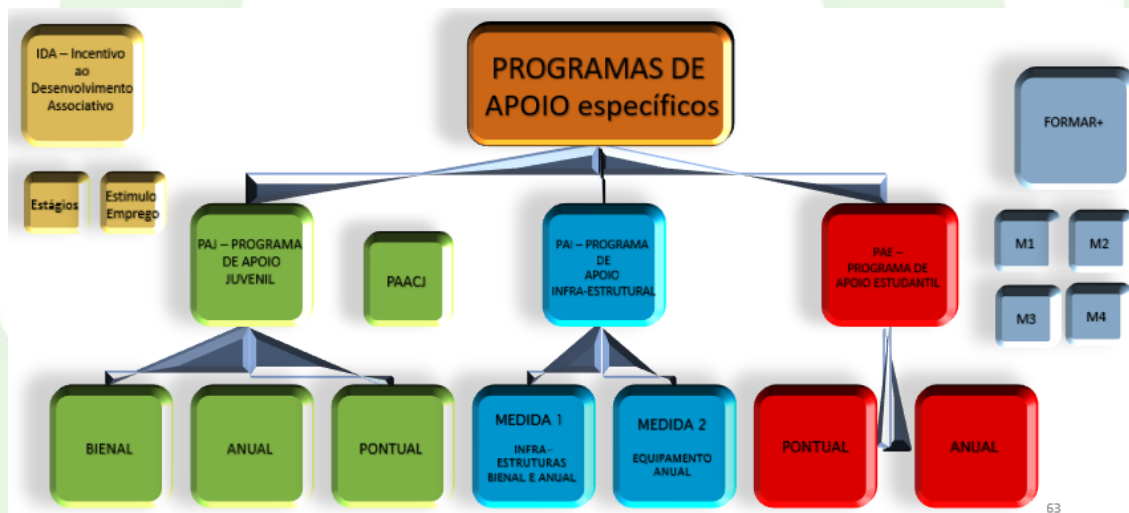 IDA – Incentivo
ao
Desenvolvimento
Associativo
Estágios
Estimulo
Emprego
PROGRAMAS DE
APOIO específicos
FORMAR+
M1
M2
M3
M4
PAJ – PROGRAMA
DE APOIO
JUVENIL
PAACJ
PAI – PROGRAMA
DE
APOIO
INFRA-ESTRUTURAL
PAE –
PROGRAMA DE
APOIO ESTUDANTIL
BIENAL
ANUAL
PONTUAL
MEDIDA 1
INFRA -
ESTRUTURAS
BIENAL E ANUAL
MEDIDA 2
EQUIPAMENTO
ANUAL
PONTUAL
ANUAL
63